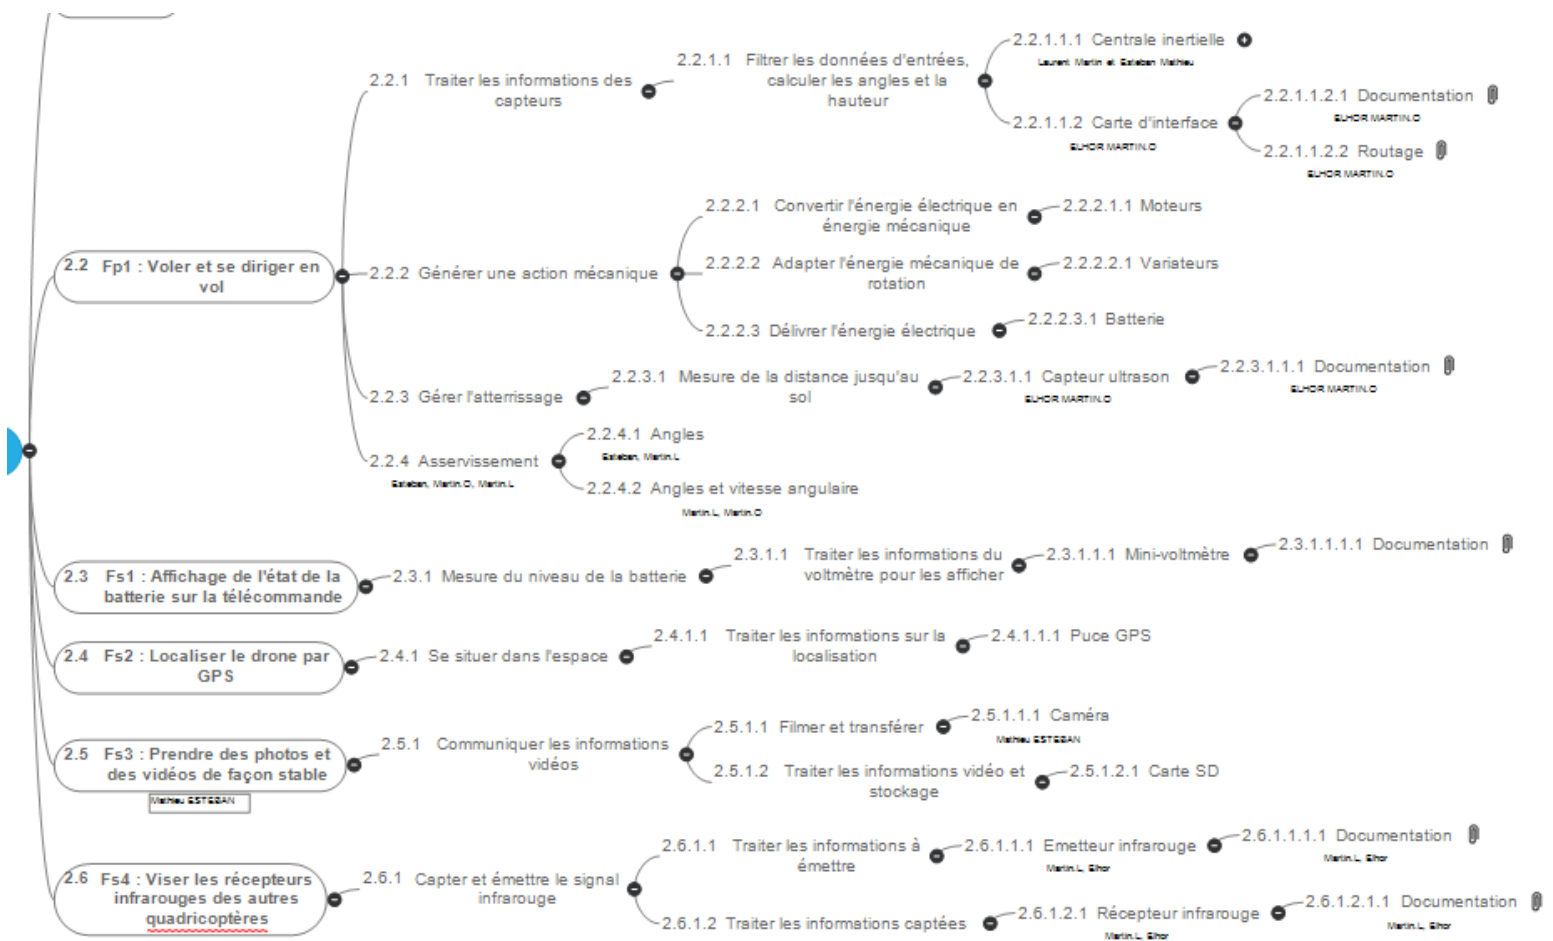 2.2 Fp1 : Voler et se diriger en
vol
2.2.1 Traiter les informations des
capteurs
2.2.1.1 Filtrer les données d'entrées,
calculer les angles et la
hauteur
2.2.1.1.1 Centrale inertielle
Laurent Martin et Esteban Mathieu
2.2.1.1.2 Carte d'interface
ELHOR MARTIN.O
2.2.1.1.2.1 Documentation
ELHOR MARTIN.O
2.2.1.1.2.2 Routage
ELHOR MARTIN.O
2.2.2 Générer une action mécanique
2.2.2.1 Convertir l'énergie électrique en
énergie mécanique
2.2.2.1.1 Moteurs
2.2.2.2 Adapter l'énergie mécanique de
rotation
2.2.2.2.1 Variateurs
2.2.2.3 Délivrer l'énergie électrique
2.2.2.3.1 Batterie
2.2.3 Gérer l'atterrissage
2.2.3.1 Mesure de la distance jusqu'au
sol
2.2.3.1.1 Capteur ultrason
ELHOR MARTIN.O
2.2.3.1.1.1 Documentation
ELHOR MARTIN.O
2.2.4 Asservissement
Esteban, Martin.O, Martin.L
2.2.4.1 Angles
Esteban, Martin.L
2.2.4.2 Angles et vitesse angulaire
Martin.L, Martin.O
2.3 Fs1 : Affichage de l'état de la
batterie sur la télécommande
2.3.1 Mesure du niveau de la batterie
2.3.1.1 Traiter les informations du
voltmètre pour les afficher
2.3.1.1.1 Mini-voltmètre
2.3.1.1.1.1 Documentation
2.4 Fs2 : Localiser le drone par
GPS
2.4.1 Se situer dans l'espace
2.4.1.1 Traiter les informations sur la
localisation
2.4.1.1.1 Puce GPS
2.5 Fs3 : Prendre des photos et
des vidéos de façon stable
Mathieu ESTEBAN
2.5.1 Communiquer les informations
vidéos
2.5.1.1 Filmer et transférer
2.5.1.1.1 Caméra
Mathieu ESTEBAN
2.5.1.2 Traiter les informations vidéo et
stockage
2.5.1.2.1 Carte SD
2.6 Fs4 : Viser les récepteurs
infrarouges des autres
quadricoptères
2.6.1 Capter et émettre le signal
infrarouge
2.6.1.1 Traiter les informations à
émettre
2.6.1.1.1 Emetteur infrarouge
Martin.L, Elhor
2.6.1.1.1.1 Documentation
Martin.L, Elhor
2.6.1.2 Traiter les informations captées
2.6.1.2.1 Récepteur infrarouge
Martin.L, Elhor
2.6.1.2.1.1 Documentation
Martin.L, Elhor